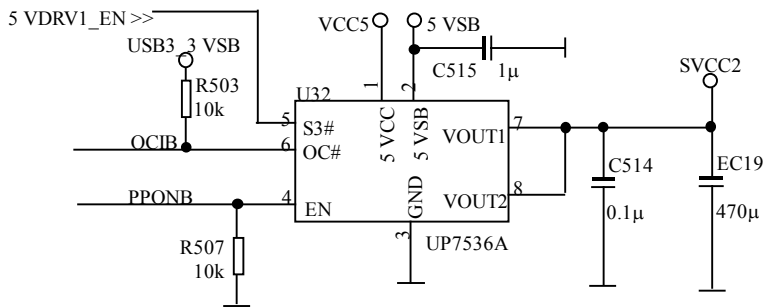 5 VDRV1_EN >>
VCC5
5 VSB
USB3_3 VSB
C515
1μ
SVCC2
R503
10k
1
2
U32
5
S3#
5 VCC
5 VSB
VOUT1
7
OCIB
6
OC#
C514
EC19
PPONB
4
EN
GND
VOUT2
8
0.1μ
470μ
R507
10k
3
UP7536A